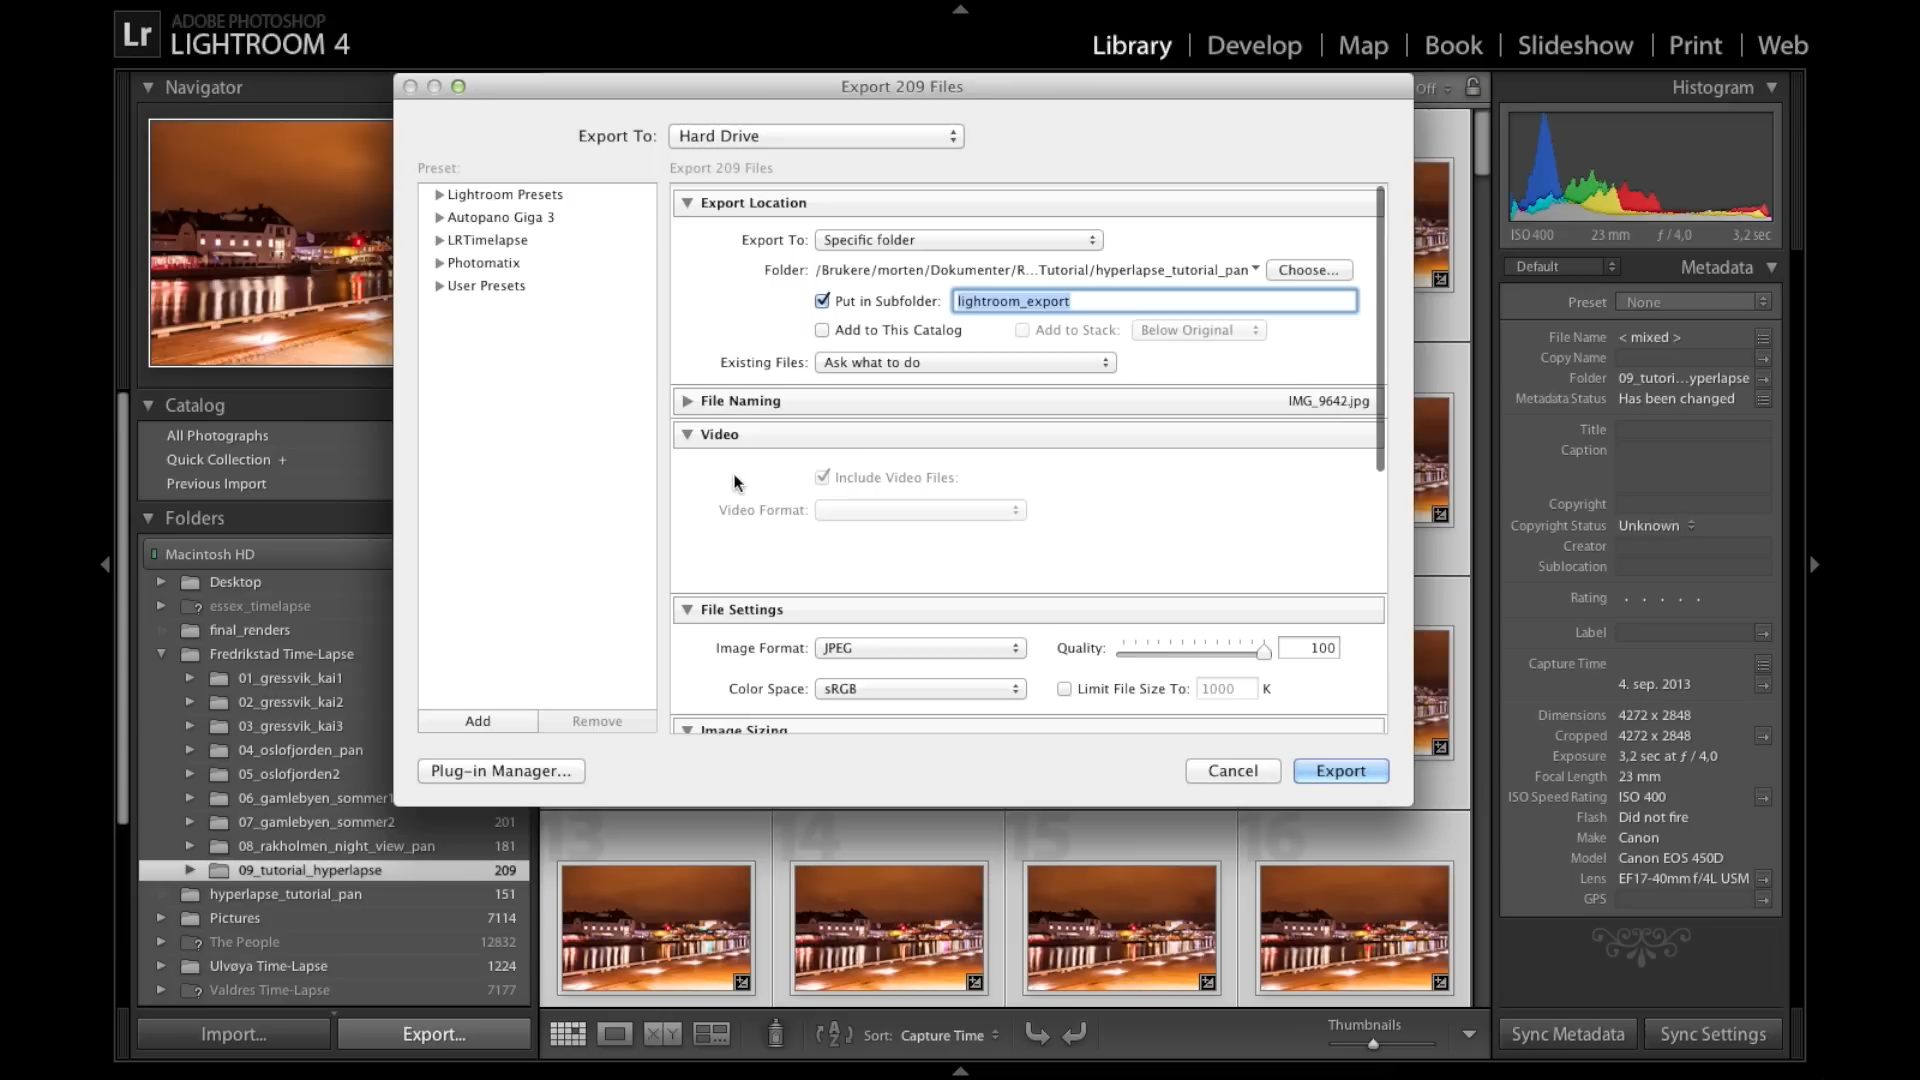 Lr
ADOBE PHOTOSHOP
LIGHTROOM 4
Library | Develop | Map | Book | Slideshow | Print | Web
Navigator
Export 209 Files
Off
Histogram
ISO 400 23 mm ƒ / 4,0 3,2 sec
Export To: Hard Drive
Preset:
Export 209 Files
Lightroom Presets
Autopano Giga 3
LRTimelapse
Photomatix
User Presets
Add
Remove
Export Location
Export To: Specific folder
Folder: /Brukere/morten/Dokumenter/R...Tutorial/hyperlapse_tutorial_pan Choose...
Put in Subfolder: lightroom_export
Add to This Catalog Add to Stack: Below Original
Existing Files: Ask what to do
File Naming IMG_9642.jpg
Video
Include Video Files:
Video Format:
File Settings
Image Format: JPEG Quality: 100
Color Space: sRGB Limit File Size To: 1000 K
Image Sizing
Plug-in Manager... Cancel Export
Catalog
All Photographs
Quick Collection +
Previous Import
Folders
Macintosh HD
Desktop
? essex_timelapse
final_renders
Fredrikstad Time-Lapse
01_gressvik_kai1
02_gressvik_kai2
03_gressvik_kai3
04_oslofjorden_pan
05_oslofjorden2
06_gamlebyen_sommer1
07_gamlebyen_sommer2 201
08_rakholmen_night_view_pan 181
09_tutorial_hyperlapse 209
hyperlapse_tutorial_pan 151
Pictures 7114
? The People 12832
Ulvøya Time-Lapse 1224
? Valdres Time-Lapse 7177
Import... Export...
13 14 15 16
X Y
A Z
Sort: Capture Time
Thumbnails
Default Metadata
Preset None
File Name < mixed >
Copy Name
Folder 09_tutori...yperlapse
Metadata Status Has been changed
Title
Caption
Copyright
Copyright Status Unknown
Creator
Sublocation
Rating . . . . .
Label
Capture Time
4. sep. 2013
Dimensions 4272 x 2848
Cropped 4272 x 2848
Exposure 3,2 sec at ƒ / 4,0
Focal Length 23 mm
ISO Speed Rating ISO 400
Flash Did not fire
Make Canon
Model Canon EOS 450D
Lens EF17-40mm f/4L USM
GPS
Sync Metadata Sync Settings